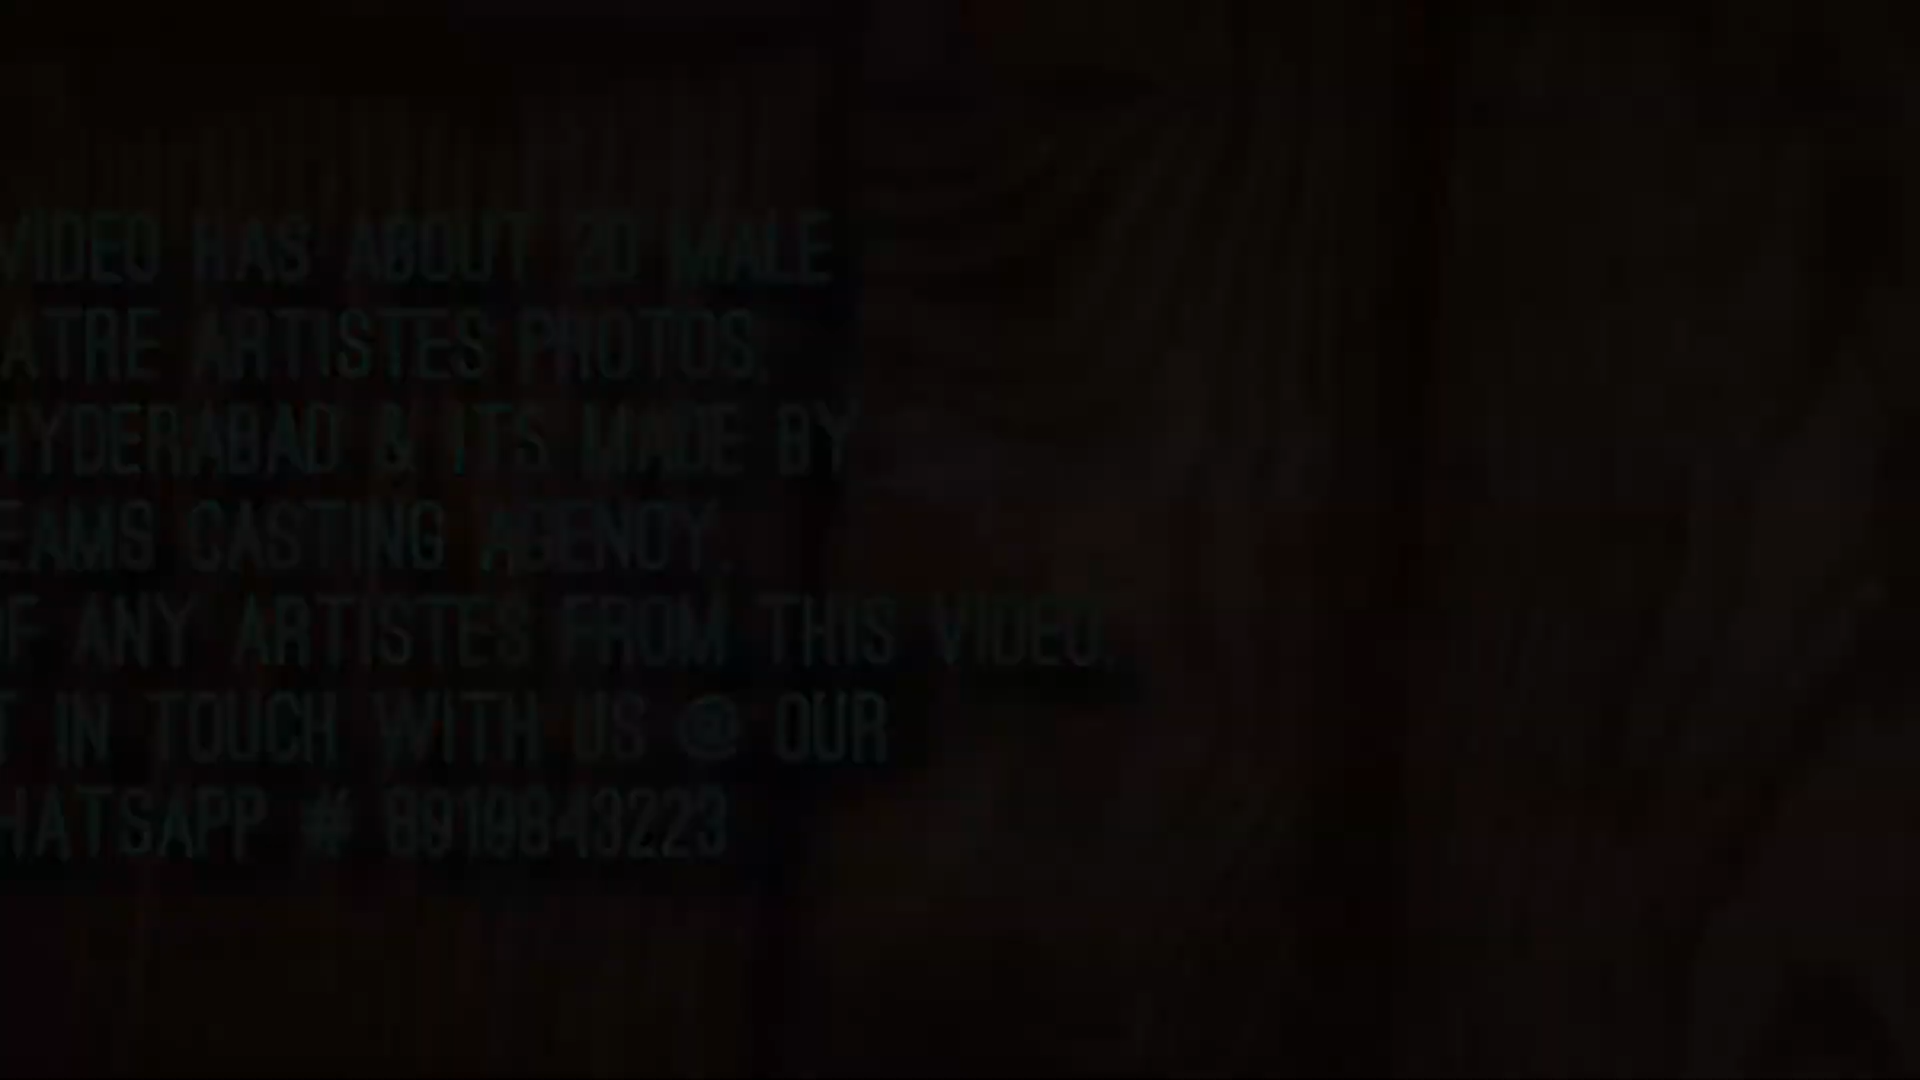 VIDEO HAS ABOUT 20 MALE
ATRE ARTISTES PHOTOS.
HYDERABAD & ITS MADE BY
EAMS CASTING AGENCY.
OF ANY ARTISTES FROM THIS VIDEO.
T IN TOUCH WITH US @ OUR
HATSAPP # 8919843223